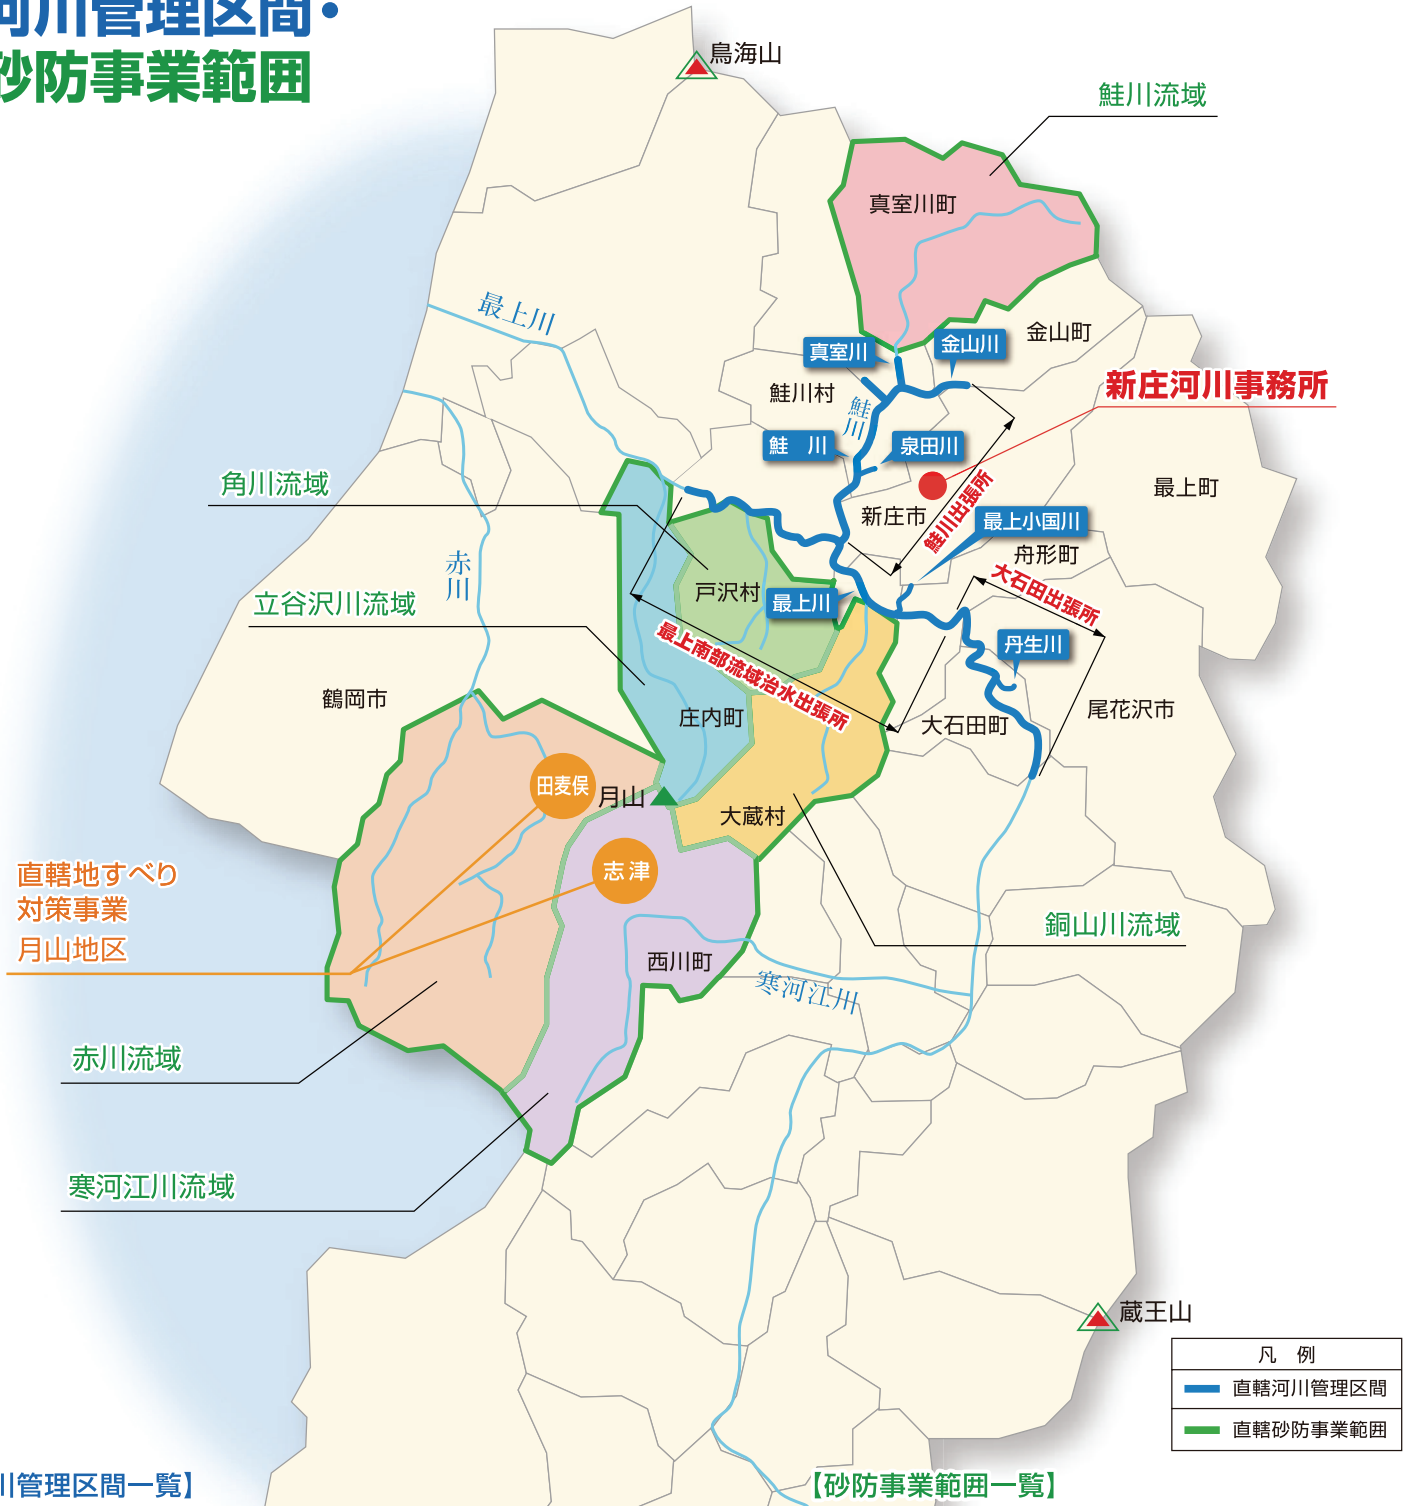 河川管理区間・
砂防事業範囲
鳥海山
鮭川流域
真室川町
最上川
金山町
真室川
金山川
新庄河川事務所
鮭川村
鮭川
鮭　川
泉田川
角川流域
最上町
新庄市
鮭川出張所
最上小国川
舟形町
赤川
大石田出張所
立谷沢川流域
戸沢村
最上川
最上南部流域治水出張所
丹生川
鶴岡市
庄内町
大石田町
尾花沢市
田麦俣
月山
大蔵村
志津
直轄地すべり
対策事業
月山地区
銅山川流域
西川町
寒河江川
赤川流域
寒河江川流域
蔵王山
凡　例
直轄河川管理区間
直轄砂防事業範囲
川管理区間一覧】
【砂防事業範囲一覧】